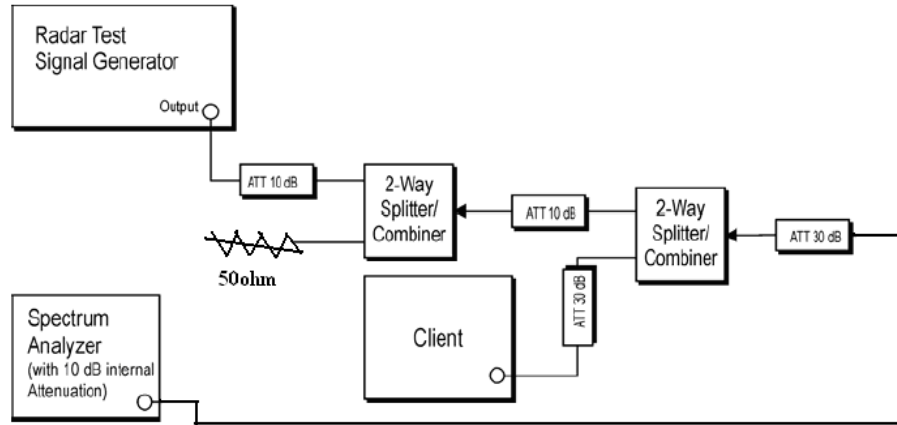 Radar Test
Signal Generator
Output
ATT 10 dB
2-Way
Splitter/
Combiner
ATT 10 dB
2-Way
Splitter/
Combiner
ATT 30 dB
50ohm
ATT 30 dB
Client
Spectrum
Analyzer
(with 10 dB internal
Attenuation)